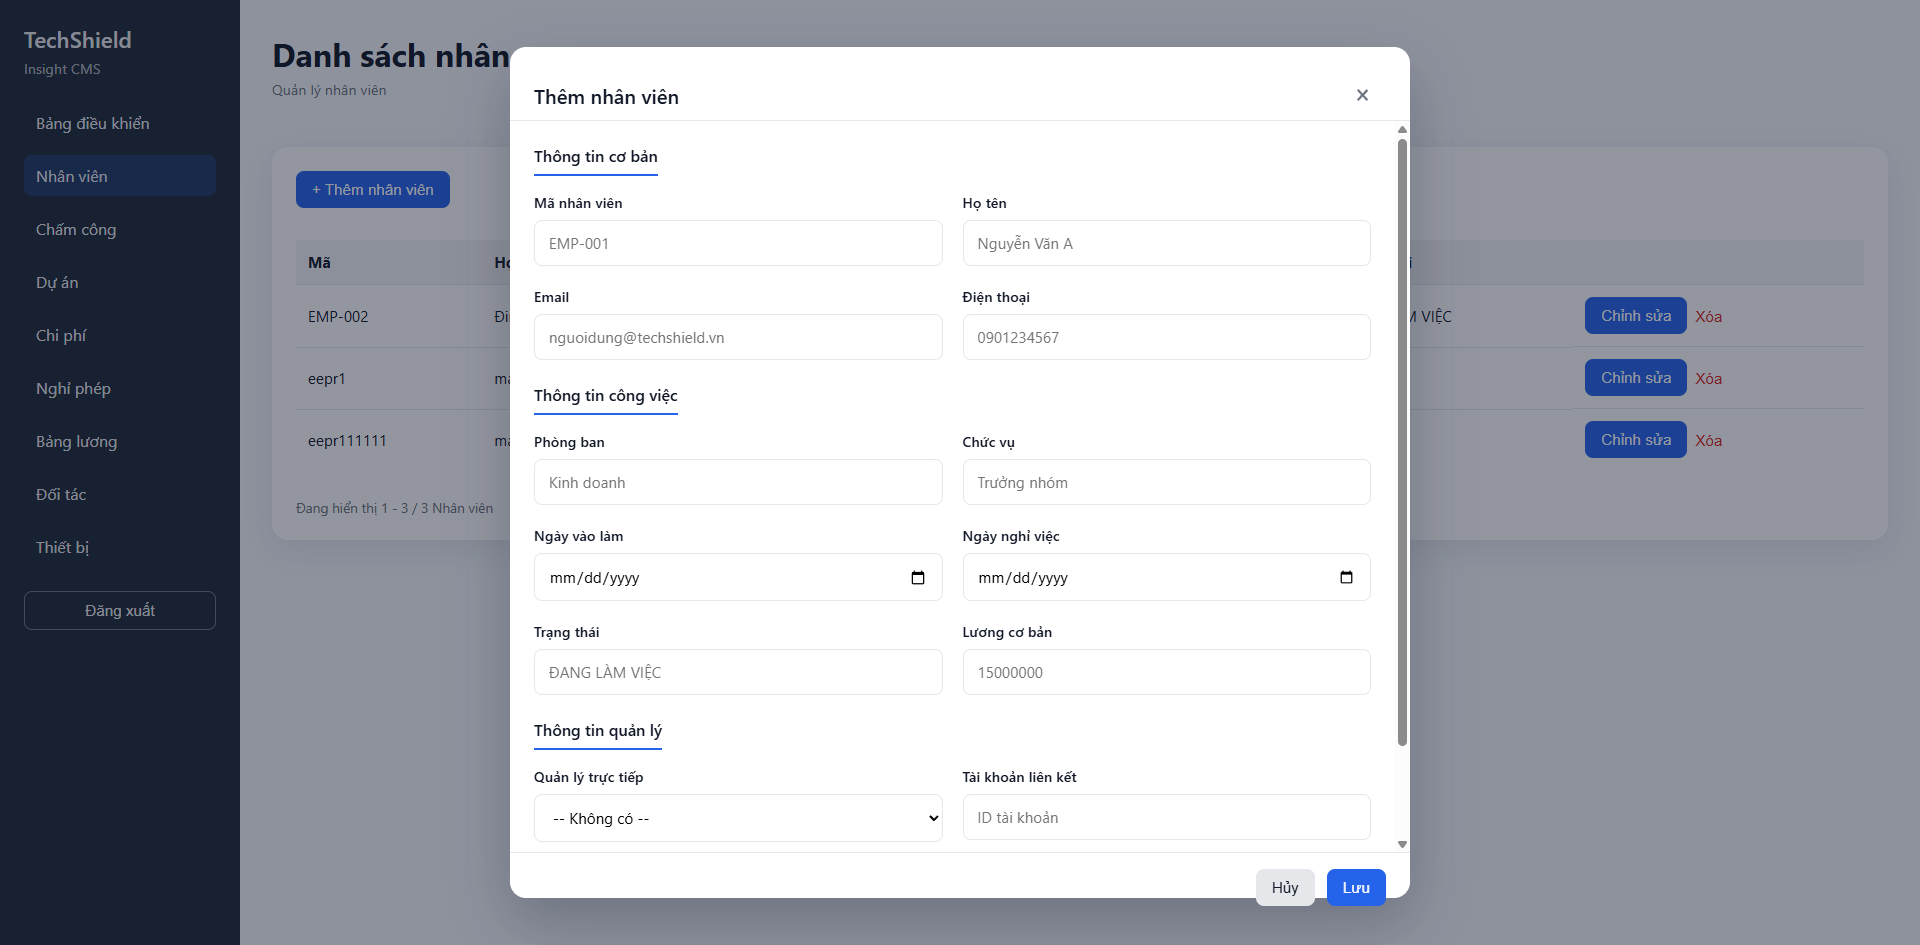 TechShield
Insight CMS
Bảng điều khiển
Nhân viên
Chấm công
Dự án
Chi phí
Nghỉ phép
Bảng lương
Đối tác
Thiết bị
Đăng xuất
Danh sách nhân
Quản lý nhân viên
+ Thêm nhân viên
Mã
EMP-002
VIỆC
Chỉnh sửa Xóa
eepr1
Chỉnh sửa Xóa
eepr111111
Chỉnh sửa Xóa
Đang hiển thị 1 - 3 / 3 Nhân viên
Thêm nhân viên
×
Thông tin cơ bản
Mã nhân viên Họ tên
EMP-001 Nguyễn Văn A
Email Điện thoại
nguoidung@techshield.vn 0901234567
Thông tin công việc
Phòng ban Chức vụ
Kinh doanh Trưởng nhóm
Ngày vào làm Ngày nghỉ việc
mm/dd/yyyy mm/dd/yyyy
Trạng thái Lương cơ bản
ĐANG LÀM VIỆC 15000000
Thông tin quản lý
Quản lý trực tiếp Tài khoản liên kết
-- Không có -- ID tài khoản
Hủy Lưu